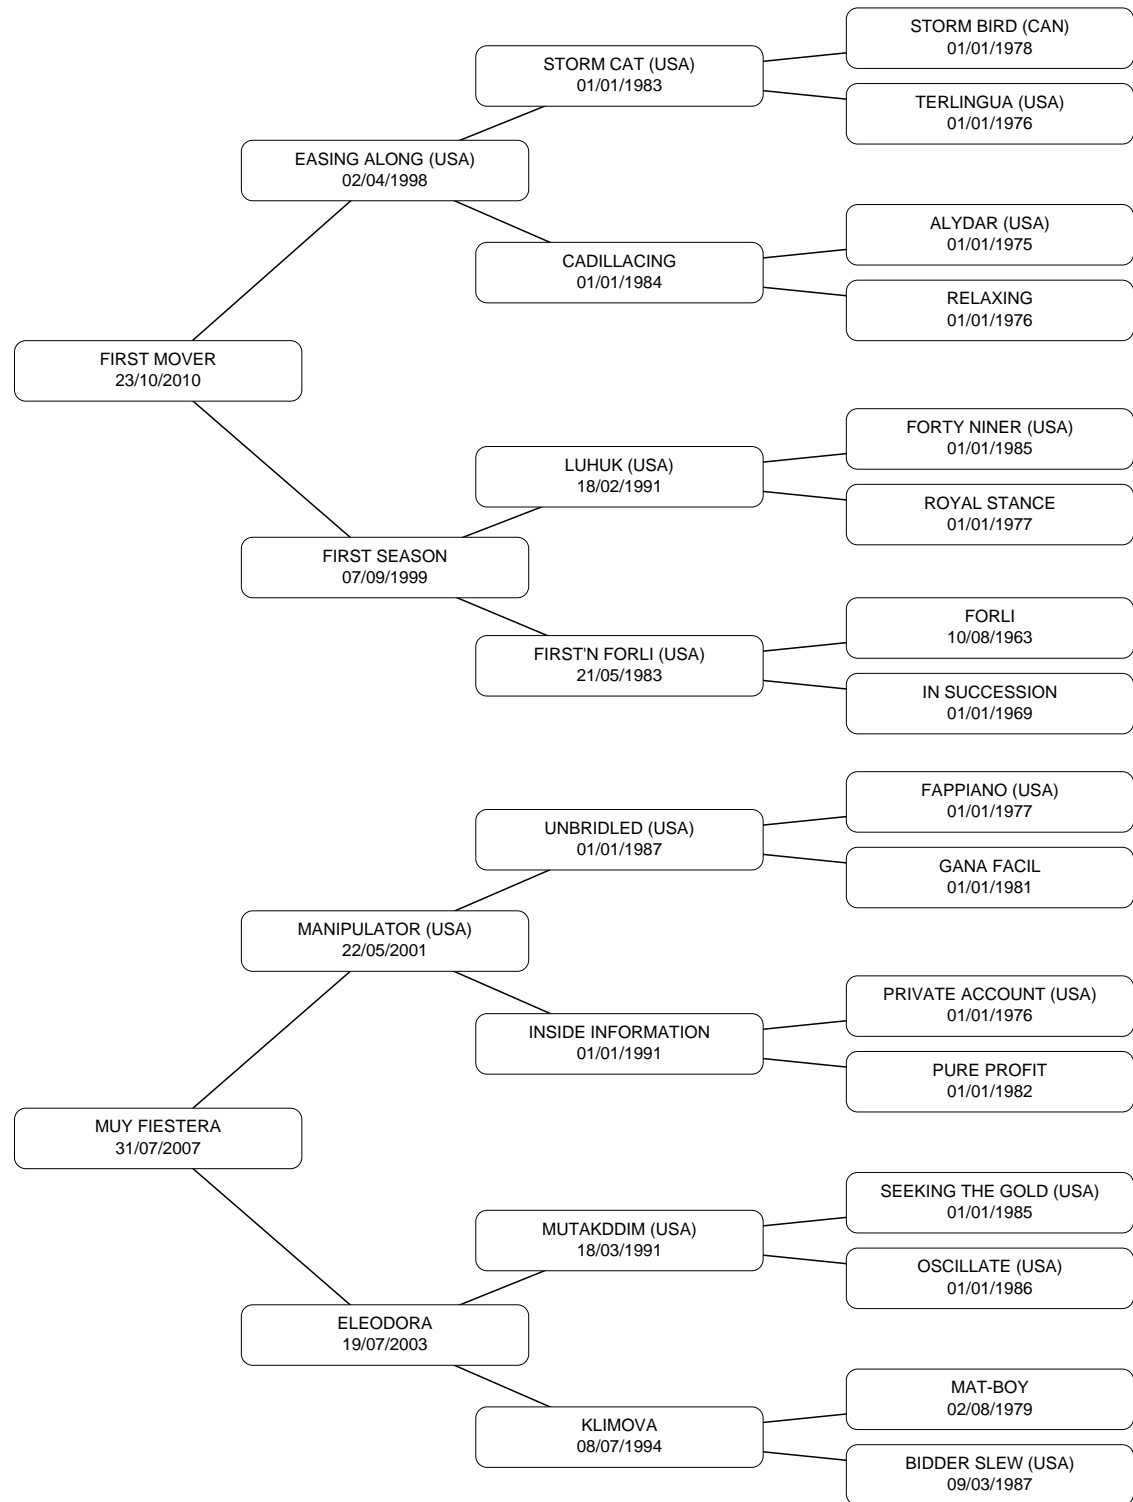 STORM BIRD (CAN)
01/01/1978
STORM CAT (USA)
01/01/1983
TERLINGUA (USA)
01/01/1976
EASING ALONG (USA)
02/04/1998
ALYDAR (USA)
01/01/1975
CADILLACING
01/01/1984
RELAXING
01/01/1976
FIRST MOVER
23/10/2010
FORTY NINER (USA)
01/01/1985
LUHUK (USA)
18/02/1991
ROYAL STANCE
01/01/1977
FIRST SEASON
07/09/1999
FORLI
10/08/1963
FIRST'N FORLI (USA)
21/05/1983
IN SUCCESSION
01/01/1969
FAPPIANO (USA)
01/01/1977
UNBRIDLED (USA)
01/01/1987
GANA FACIL
01/01/1981
MANIPULATOR (USA)
22/05/2001
PRIVATE ACCOUNT (USA)
01/01/1976
INSIDE INFORMATION
01/01/1991
PURE PROFIT
01/01/1982
MUY FIESTERA
31/07/2007
SEEKING THE GOLD (USA)
01/01/1985
MUTAKDDIM (USA)
18/03/1991
OSCILLATE (USA)
01/01/1986
ELEODORA
19/07/2003
MAT-BOY
02/08/1979
KLIMOVA
08/07/1994
BIDDER SLEW (USA)
09/03/1987